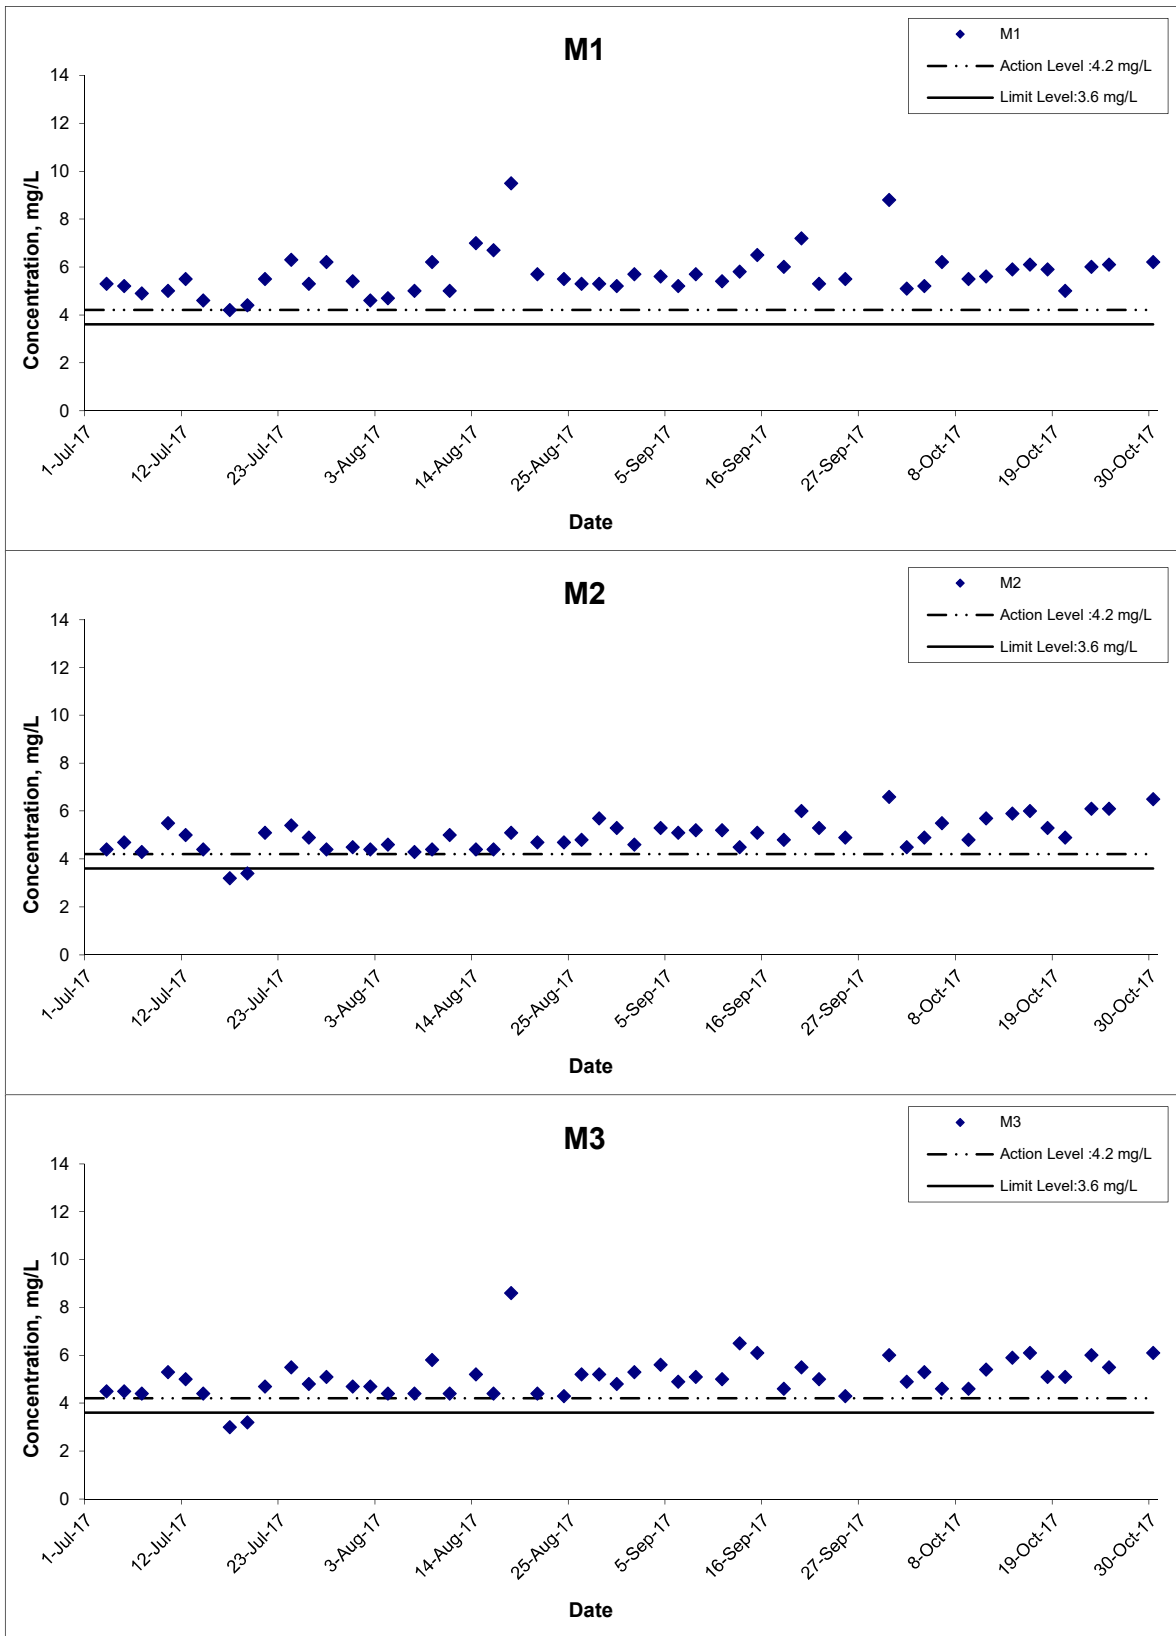 M1
M1
Action Level :4.2 mg/L
Limit Level:3.6 mg/L
Concentration, mg/L
14
12
10
8
6
4
2
0
1-Jul-17
12-Jul-17
23-Jul-17
3-Aug-17
14-Aug-17
25-Aug-17
5-Sep-17
16-Sep-17
27-Sep-17
8-Oct-17
19-Oct-17
30-Oct-17
Date
M2
M2
Action Level :4.2 mg/L
Limit Level:3.6 mg/L
Concentration, mg/L
14
12
10
8
6
4
2
0
1-Jul-17
12-Jul-17
23-Jul-17
3-Aug-17
14-Aug-17
25-Aug-17
5-Sep-17
16-Sep-17
27-Sep-17
8-Oct-17
19-Oct-17
30-Oct-17
Date
M3
M3
Action Level :4.2 mg/L
Limit Level:3.6 mg/L
Concentration, mg/L
14
12
10
8
6
4
2
0
1-Jul-17
12-Jul-17
23-Jul-17
3-Aug-17
14-Aug-17
25-Aug-17
5-Sep-17
16-Sep-17
27-Sep-17
8-Oct-17
19-Oct-17
30-Oct-17
Date